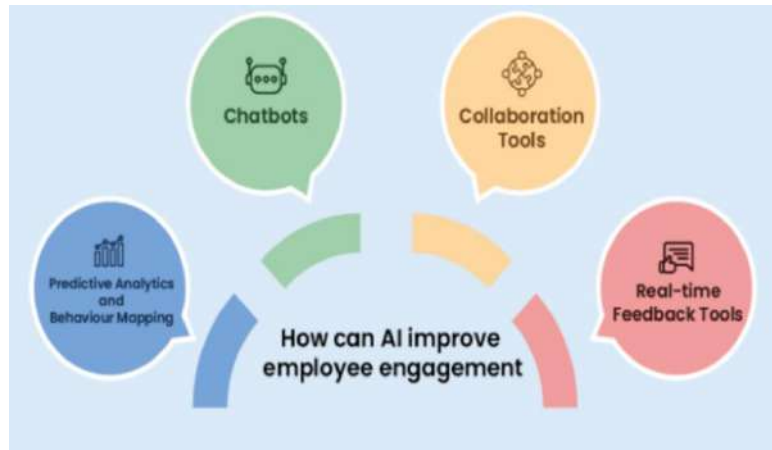 Chatbots
Collaboration
Tools
Predictive Analytics
and
Behaviour Mapping
Real-time
Feedback Tools
How can AI improve
employee engagement